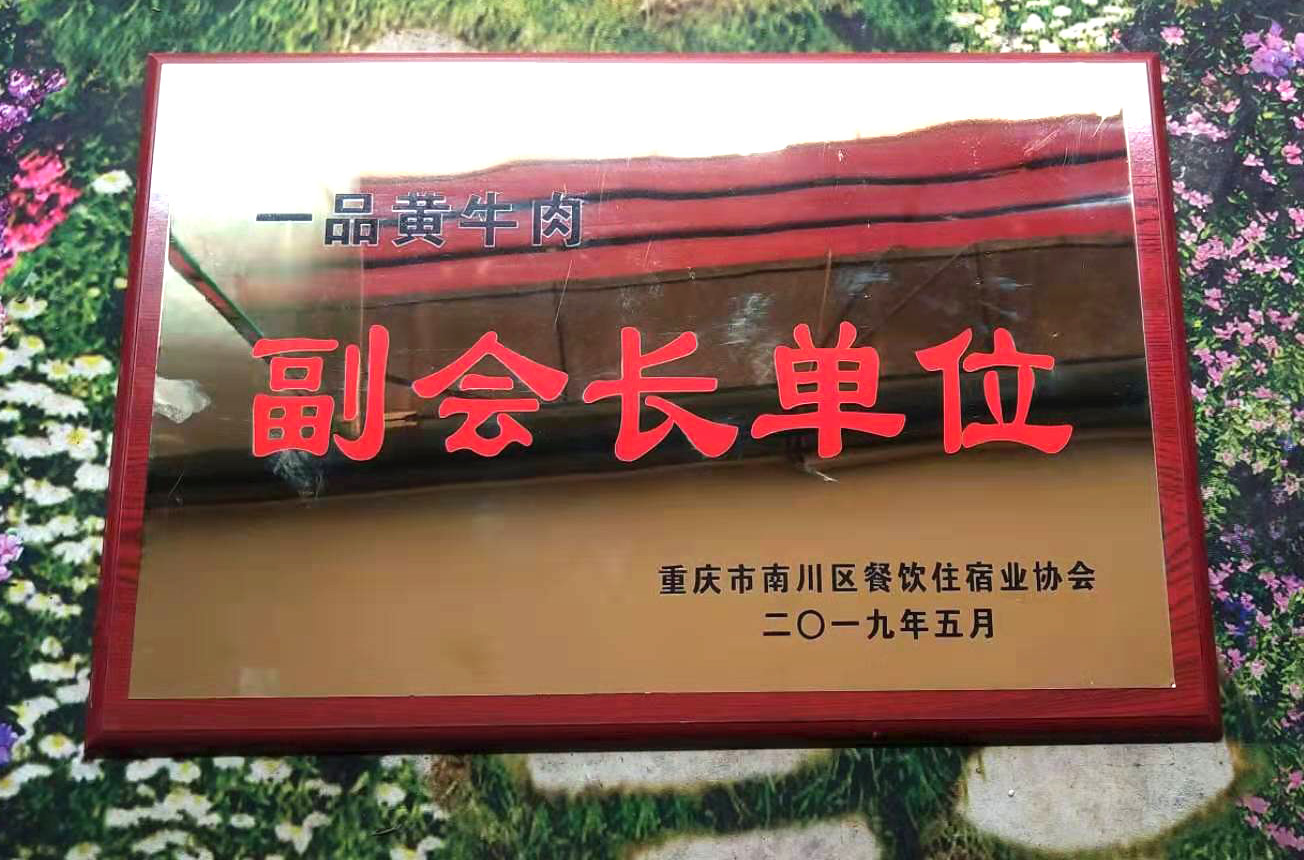 一品黄牛肉
副会长单位
重庆市南川区餐饮住宿业协会
二〇一九年五月